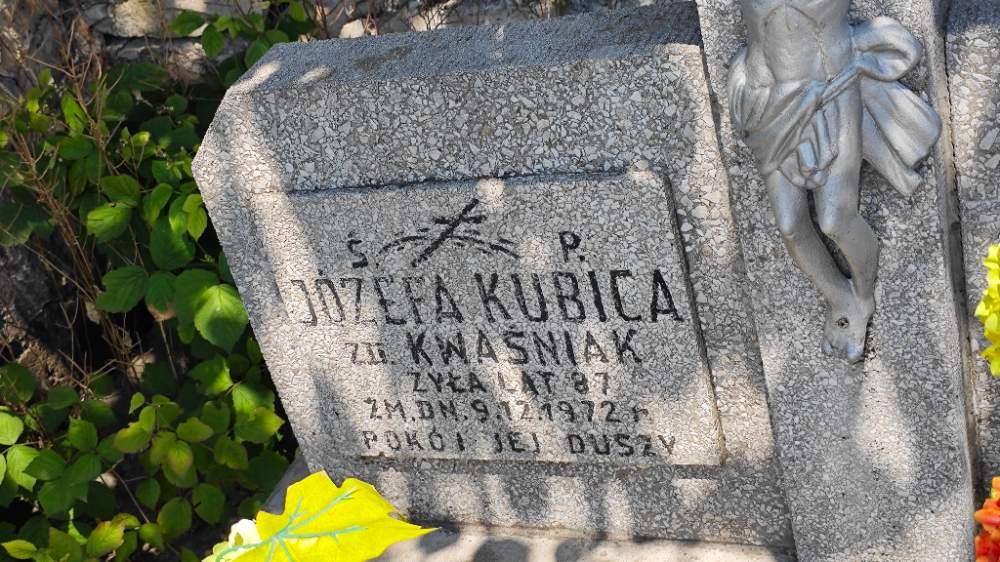 Ś. P.
JÓZEFA KUBICA
ZD. KWAŚNIAK
ŻYŁA LAT 87
ZM. DN. 9.12.1972 r.
POKÓJ JEJ DUSZY